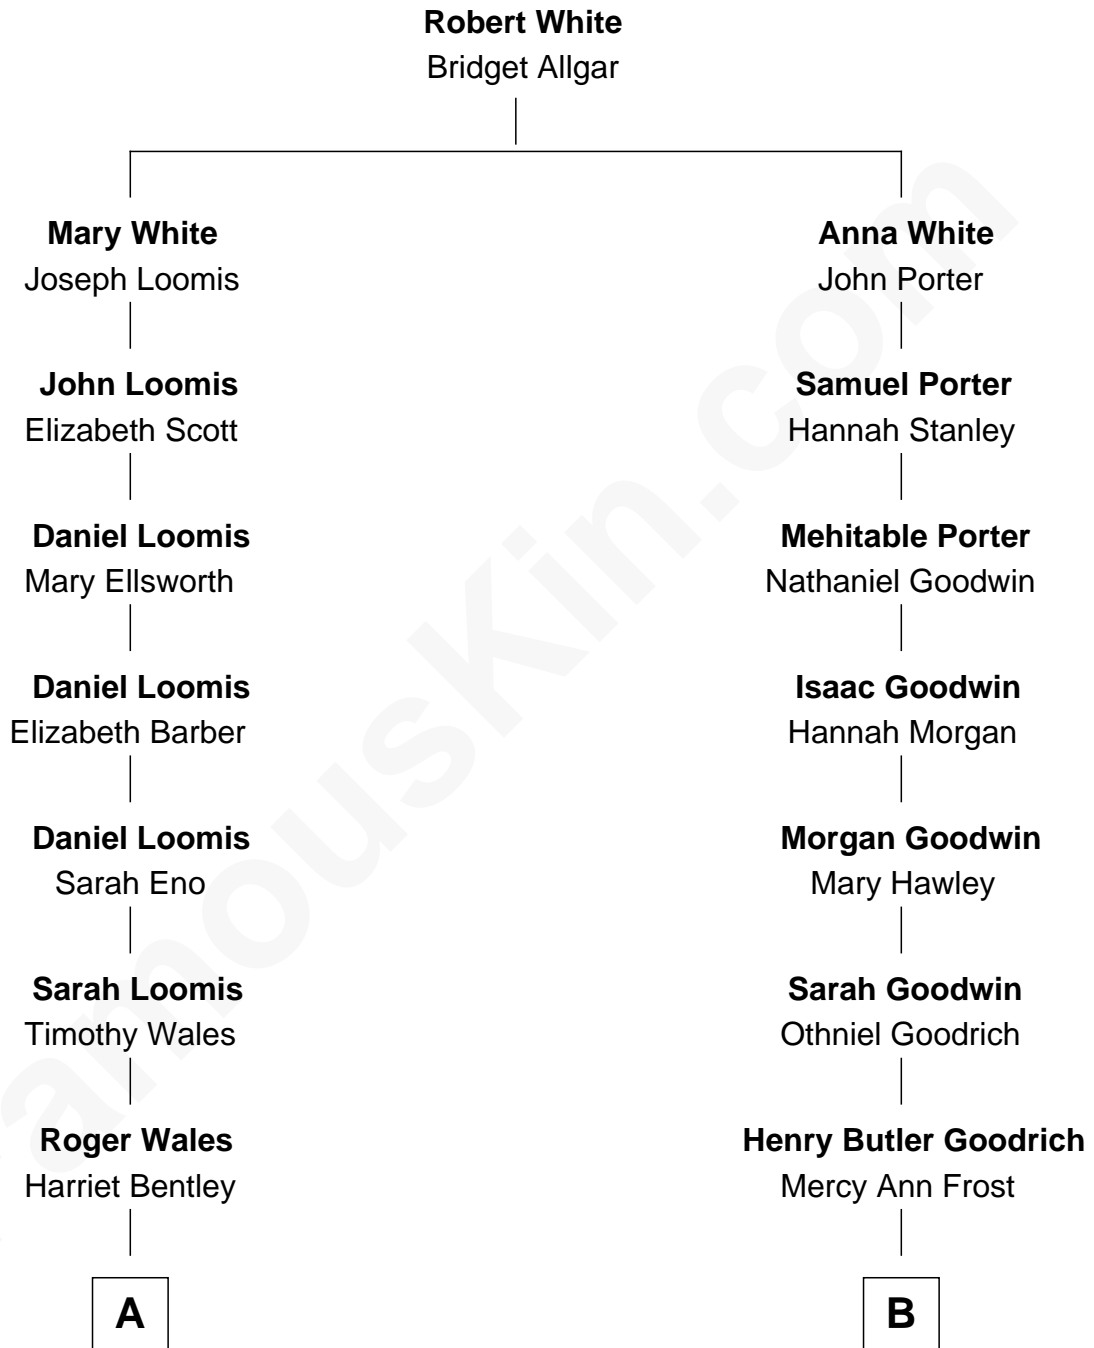 Robert White
Bridget Allgar
Mary White
Joseph Loomis
Anna White
John Porter
John Loomis
Elizabeth Scott
Samuel Porter
Hannah Stanley
Daniel Loomis
Mary Ellsworth
Mehitable Porter
Nathaniel Goodwin
Daniel Loomis
Elizabeth Barber
Isaac Goodwin
Hannah Morgan
Daniel Loomis
Sarah Eno
Morgan Goodwin
Mary Hawley
Sarah Loomis
Timothy Wales
Sarah Goodwin
Othniel Goodrich
Roger Wales
Harriet Bentley
Henry Butler Goodrich
Mercy Ann Frost
A
B
amouskin.com